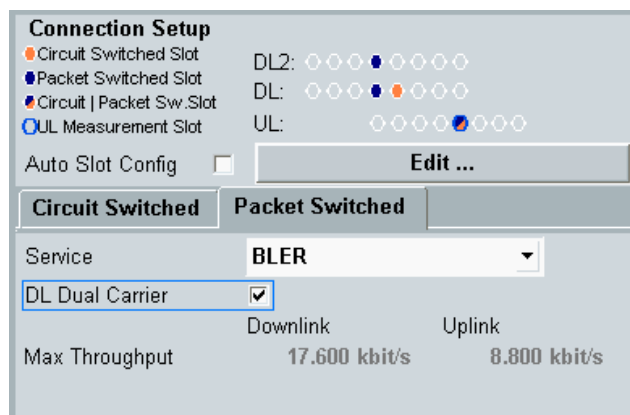 Connection Setup
Circuit Switched Slot
Packet Switched Slot
Circuit | Packet Sw.Slot
UL Measurement Slot
DL2:
DL:
UL:
Auto Slot Config
Edit ...
Circuit Switched
Packet Switched
Service
BLER
DL Dual Carrier
Downlink Uplink
Max Throughput 17.600 kbit/s 8.800 kbit/s